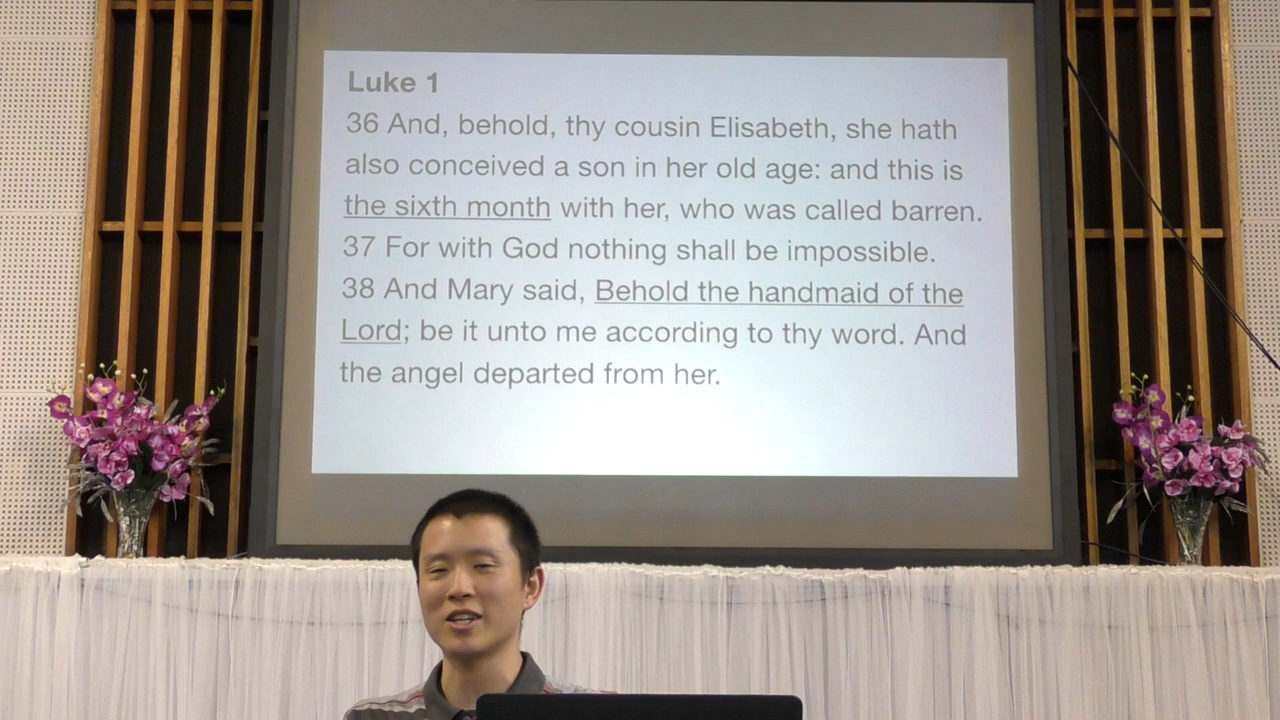 Luke 1
36 And, behold, thy cousin Elisabeth, she hath
also conceived a son in her old age: and this is
the sixth month with her, who was called barren.
37 For with God nothing shall be impossible.
38 And Mary said, Behold the handmaid of the
Lord; be it unto me according to thy word. And
the angel departed from her.